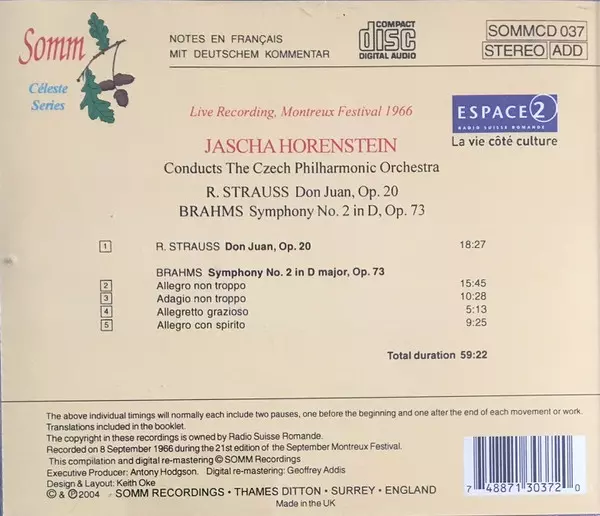 Somm
Céleste
Series
NOTES EN FRANÇAIS
MIT DEUTSCHEM KOMMENTAR
COMPACT
disc
DIGITAL AUDIO
SOMMCD 037
STEREO ADD
Live Recording, Montreux Festival 1966
ESPACE 2
RADIO SUISSE ROMANDE
La vie côté culture
JASCHA HORENSTEIN
Conducts The Czech Philharmonic Orchestra
R. STRAUSS Don Juan, Op. 20
BRAHMS Symphony No. 2 in D, Op. 73
1 R. STRAUSS Don Juan, Op. 20 18:27
BRAHMS Symphony No. 2 in D major, Op. 73
2 Allegro non troppo 15:45
3 Adagio non troppo 10:28
4 Allegretto grazioso 5:13
5 Allegro con spirito 9:25
Total duration 59:22
The above individual timings will normally each include two pauses, one before the beginning and one after the end of each movement or work.
Translations included in the booklet.
The copyright in these recordings is owned by Radio Suisse Romande.
Recorded on 8 September 1966 during the 21st edition of the September Montreux Festival.
This compilation and digital re-mastering © SOMM Recordings
Executive Producer: Antony Hodgson. Digital re-mastering: Geoffrey Addis
Design & Layout: Keith Oke
© & ℗ 2004 SOMM RECORDINGS • THAMES DITTON • SURREY • ENGLAND
Made in the UK
7 48871 30372 0